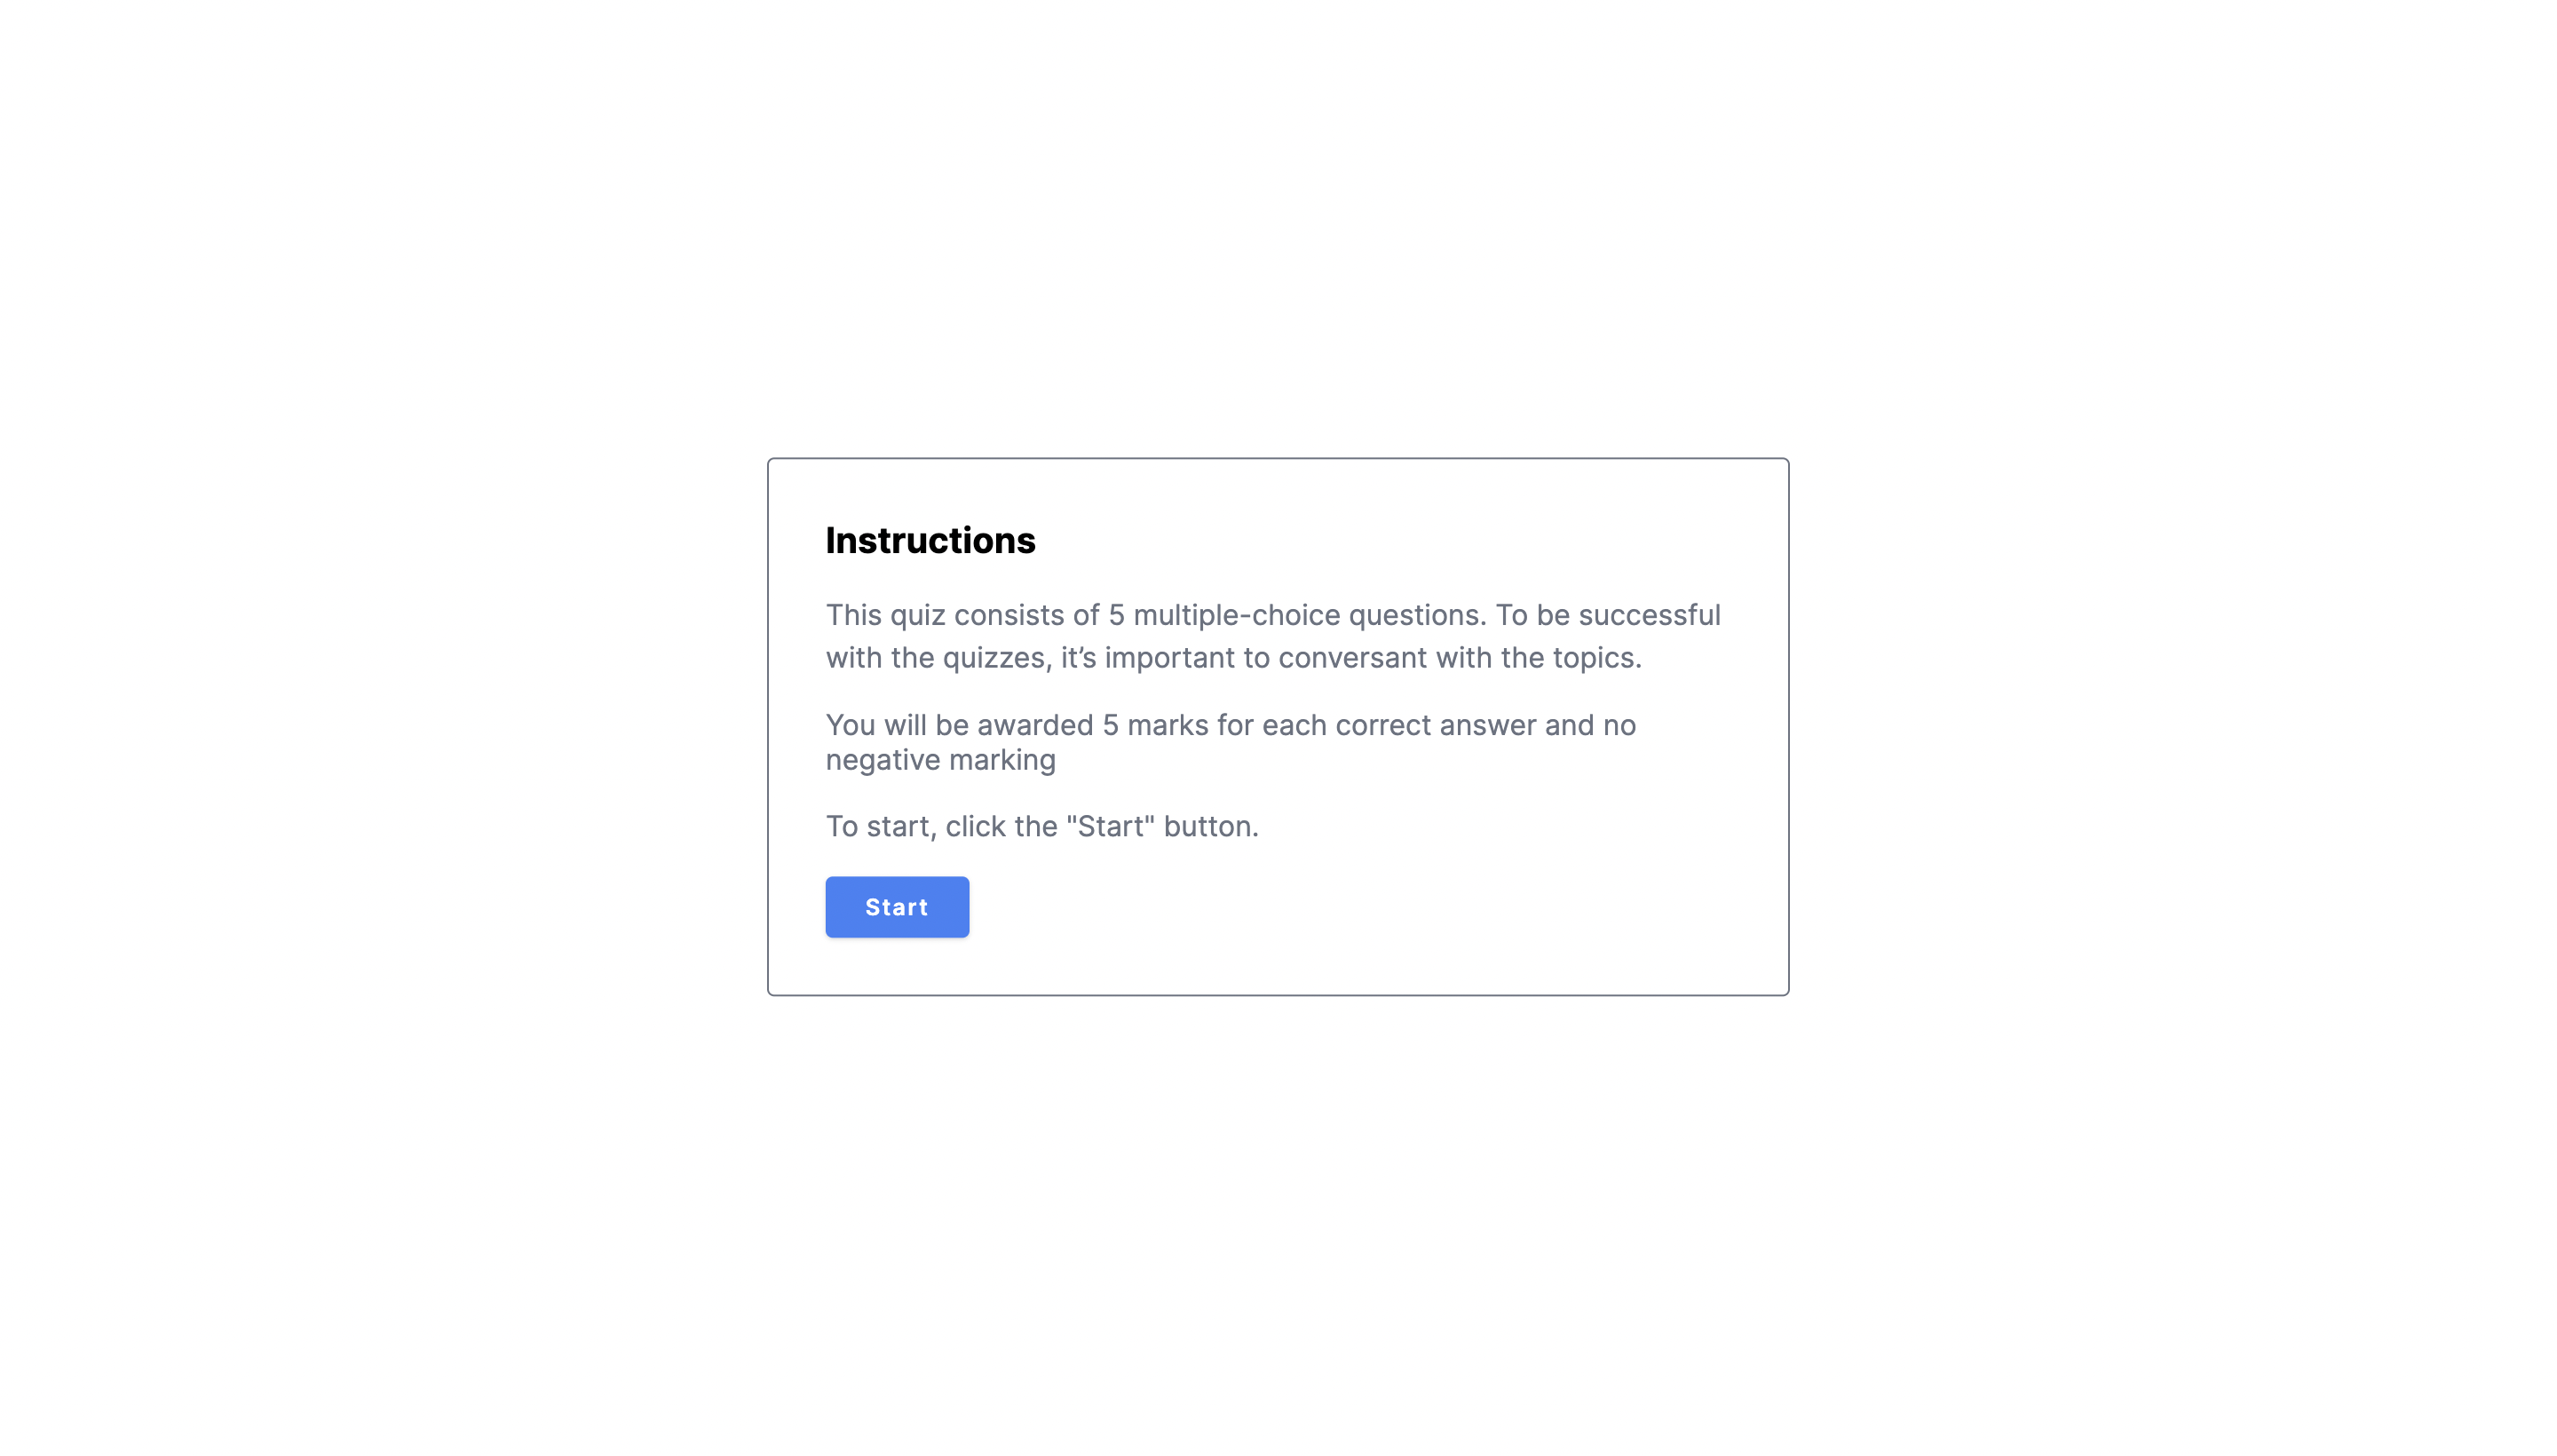 Instructions
This quiz consists of 5 multiple-choice questions. To be successful
with the quizzes, it’s important to conversant with the topics.
You will be awarded 5 marks for each correct answer and no
negative marking
To start, click the "Start" button.
Start